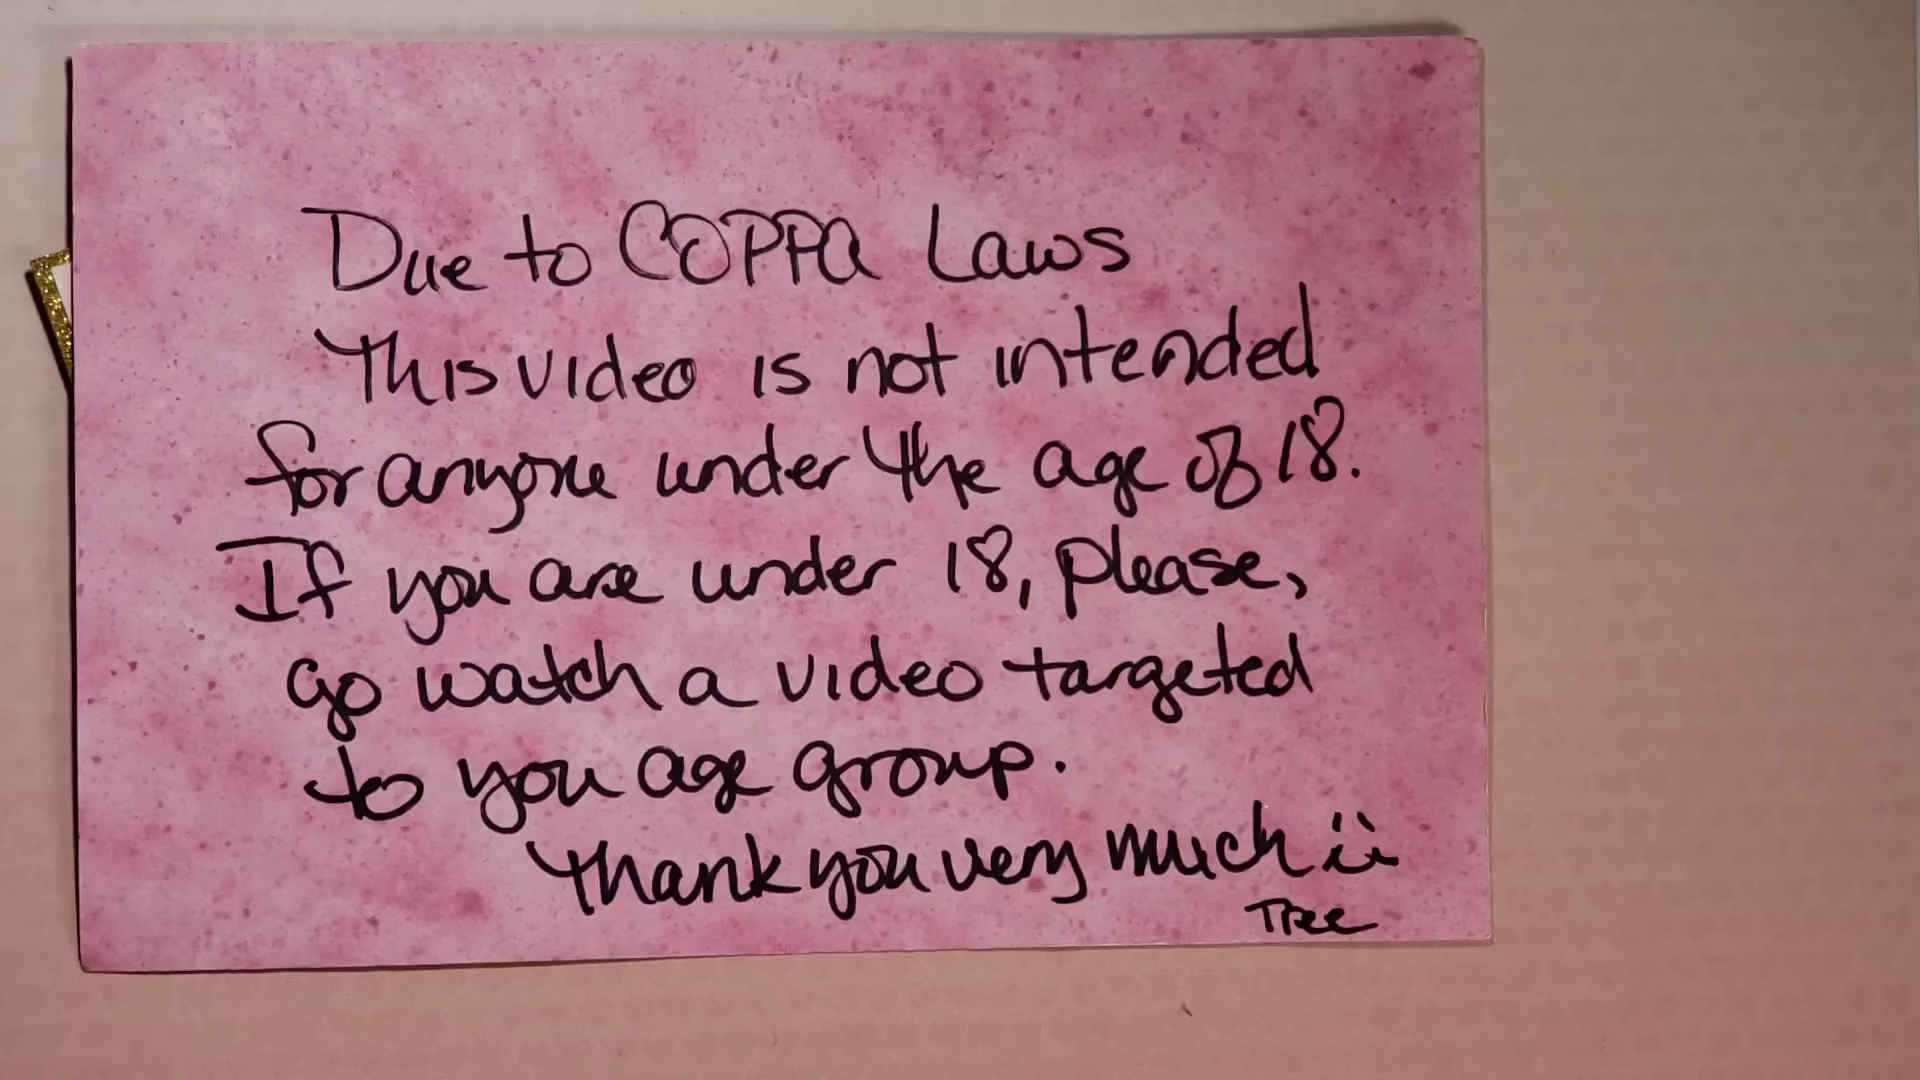 Due to COPPA Laws
This video is not intended
for anyone under the age of 18.
If you are under 18, please,
go watch a video targeted
to you age group.
Thank you very much
Tree